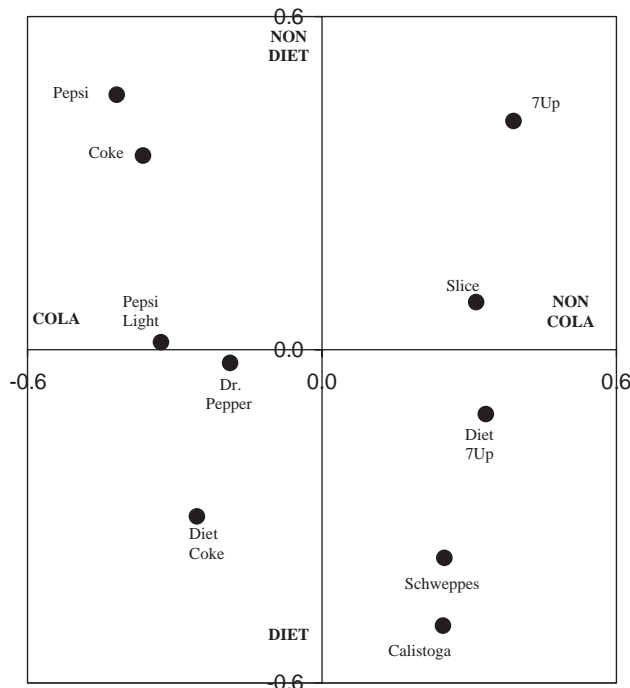 0.6
NON
DIET
Pepsi
7Up
Coke
Slice
Pepsi
Light
COLA
NON
COLA
0.0
-0.6
0.0
0.6
Dr.
Pepper
Diet
7Up
Diet
Coke
Schweppes
DIET
Calistoga
-0.6